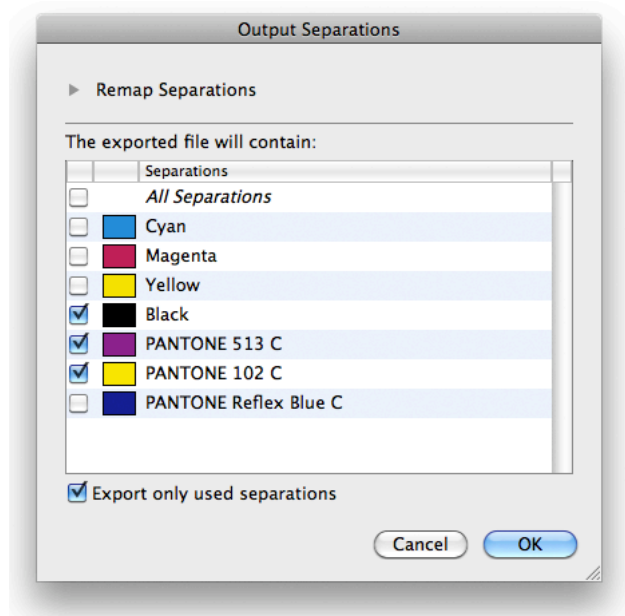 Output Separations
Remap Separations
The exported file will contain:
Separations
All Separations
Cyan
Magenta
Yellow
Black
PANTONE 513 C
PANTONE 102 C
PANTONE Reflex Blue C
Export only used separations
Cancel OK